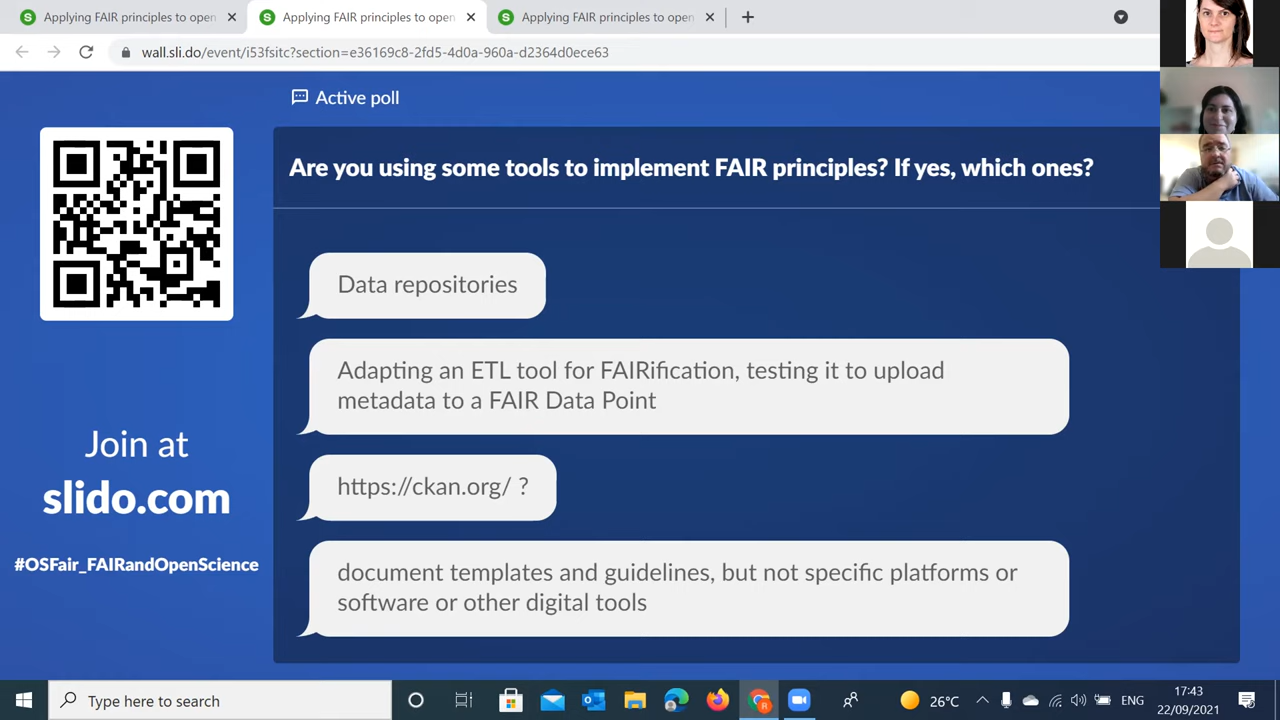 Applying FAIR principles to open
Applying FAIR principles to open
Applying FAIR principles to open
wall.sli.do/event/i53fsitc?section=e36169c8-2fd5-4d0a-960a-d2364d0ece63
Active poll
Are you using some tools to implement FAIR principles? If yes, which ones?
Data repositories
Adapting an ETL tool for FAIRification, testing it to upload
metadata to a FAIR Data Point
https://ckan.org/ ?
document templates and guidelines, but not specific platforms or
software or other digital tools
Join at
slido.com
#OSFair_FAIRandOpenScience
Type here to search
26°C
ENG
17:43
22/09/2021